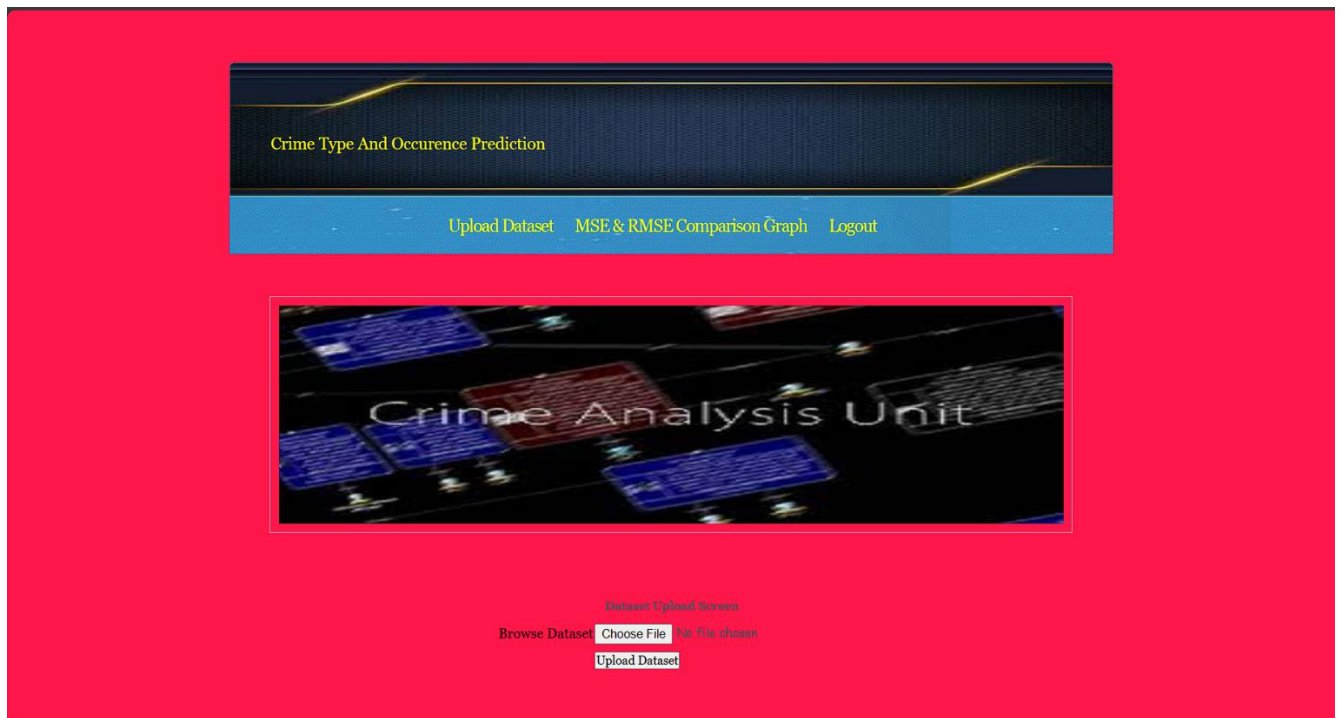 Crime Type And Occurence Prediction
Upload Dataset MSE & RMSE Comparison Graph Logout
Crime Analysis Unit
Dataset Upload Screen
Browse Dataset Choose File No file chosen
Upload Dataset